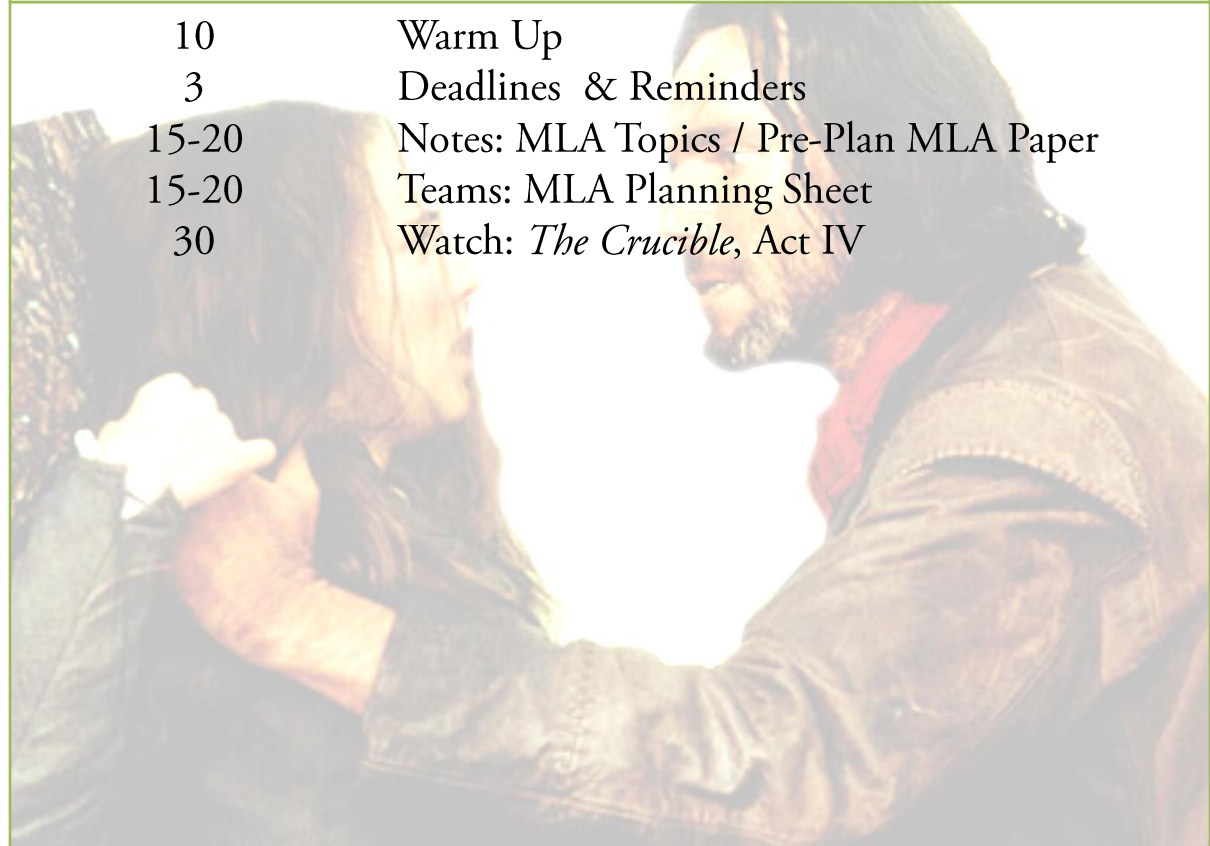 10 Warm Up
3 Deadlines & Reminders
15-20 Notes: MLA Topics / Pre-Plan MLA Paper
15-20 Teams: MLA Planning Sheet
30 Watch: The Crucible, Act IV